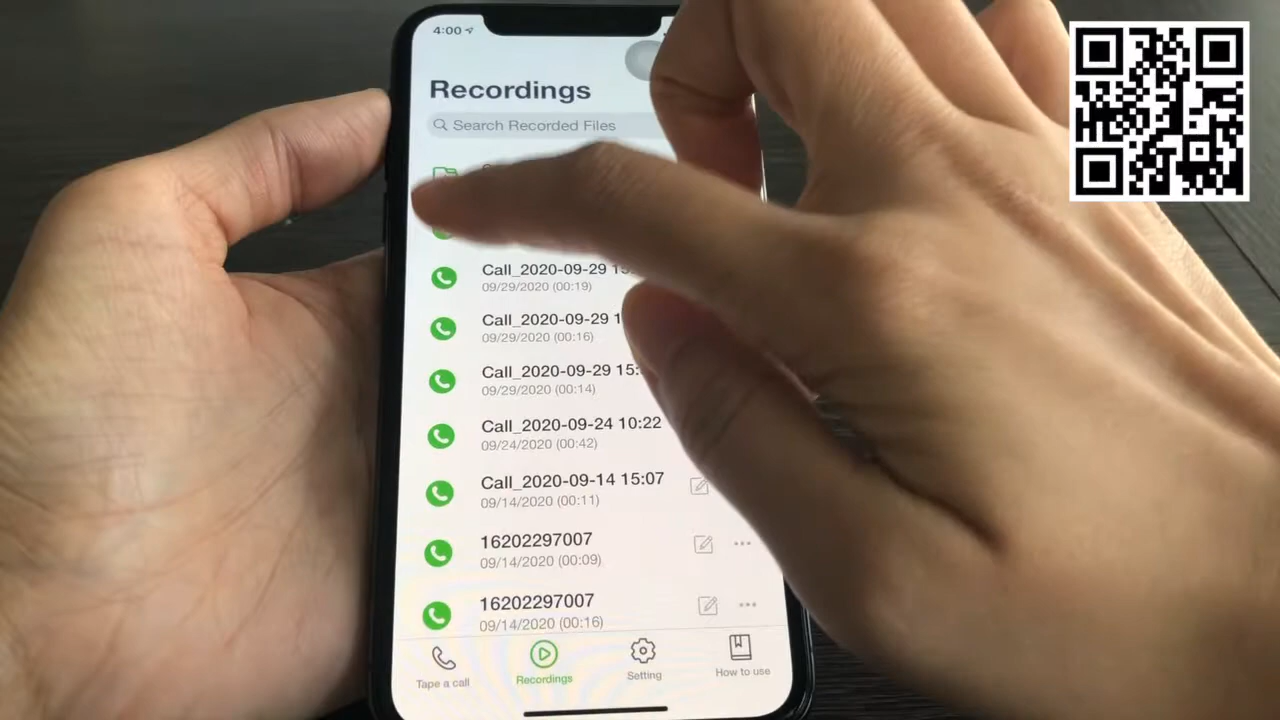 4:00
Recordings
Search Recorded Files
Call_2020-09-29
09/29/2020 (00:19)
Call_2020-09-29
09/29/2020 (00:16)
Call_2020-09-29 15:
09/29/2020 (00:14)
Call_2020-09-24 10:22
09/24/2020 (00:42)
Call_2020-09-14 15:07
09/14/2020 (00:11)
16202297007
09/14/2020 (00:09)
16202297007
09/14/2020 (00:16)
Tape a call
Recordings
Setting
How to use